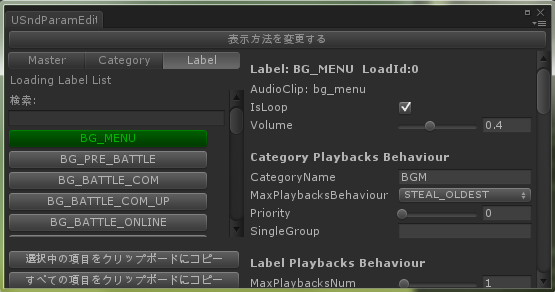 USndParamEdit
表示方法を変更する
Master Category Label
Loading Label List
検索:
BG_MENU
BG_PRE_BATTLE
BG_BATTLE_COM
BG_BATTLE_COM_UP
BG_BATTLE_ONLINE
選択中の項目をクリップボードにコピー
すべての項目をクリップボードにコピー
Label: BG_MENU LoadId:0
AudioClip: bg_menu
IsLoop
Volume 0.4
Category Playbacks Behaviour
CategoryName BGM
MaxPlaybacksBehaviour STEAL_OLDEST
Priority 0
SingleGroup
Label Playbacks Behaviour
MaxPlaybacksNum 1